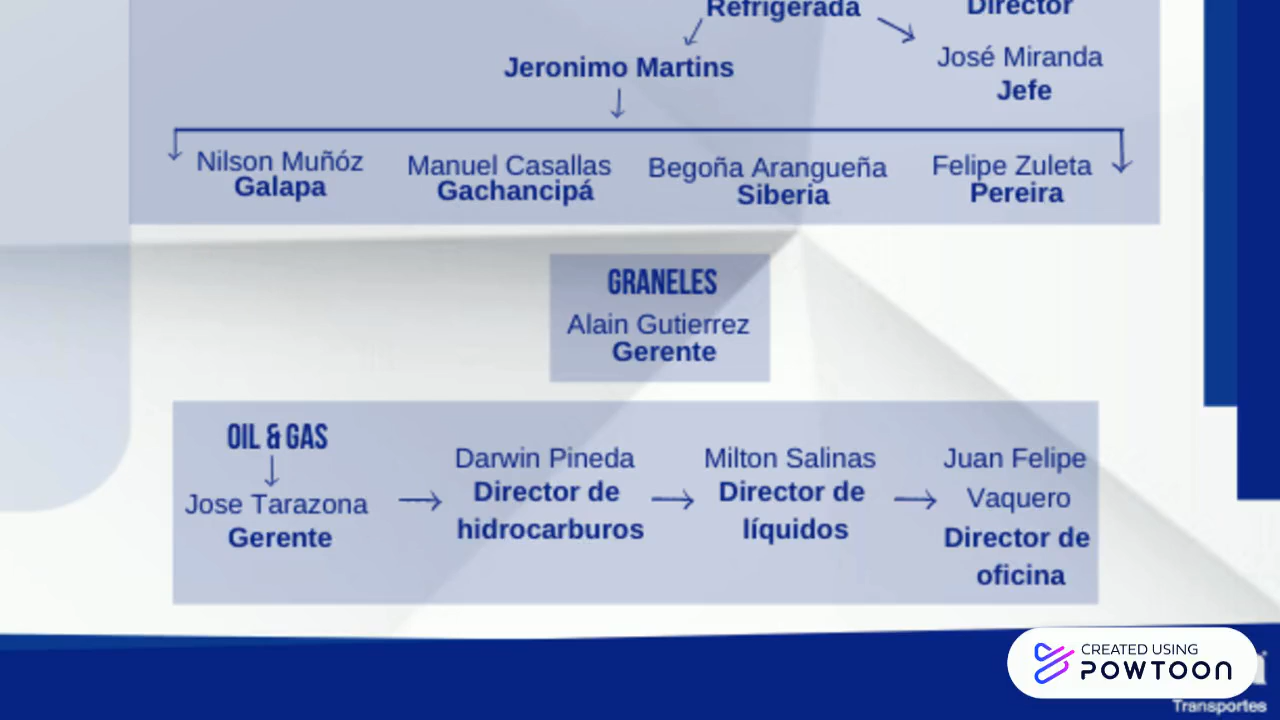 Refrigerada
Director
Jeronimo Martins
José Miranda
Jefe
Nilson Muñóz
Galapa
Manuel Casallas
Gachancipá
Begoña Arangueña
Siberia
Felipe Zuleta
Pereira
GRANELES
Alain Gutierrez
Gerente
OIL & GAS
Jose Tarazona
Gerente
Darwin Pineda
Director de
hidrocarburos
Milton Salinas
Director de
líquidos
Juan Felipe
Vaquero
Director de
oficina
CREATED USING
POWTOON
Transportes